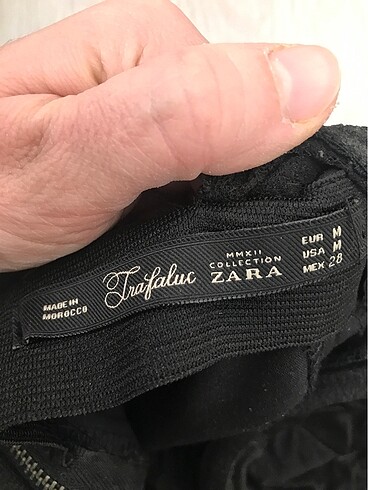 MADE IN
MOROCCO
Trafaluc
MMXII
COLLECTION
ZARA
EUR M
USA M
MEX 28